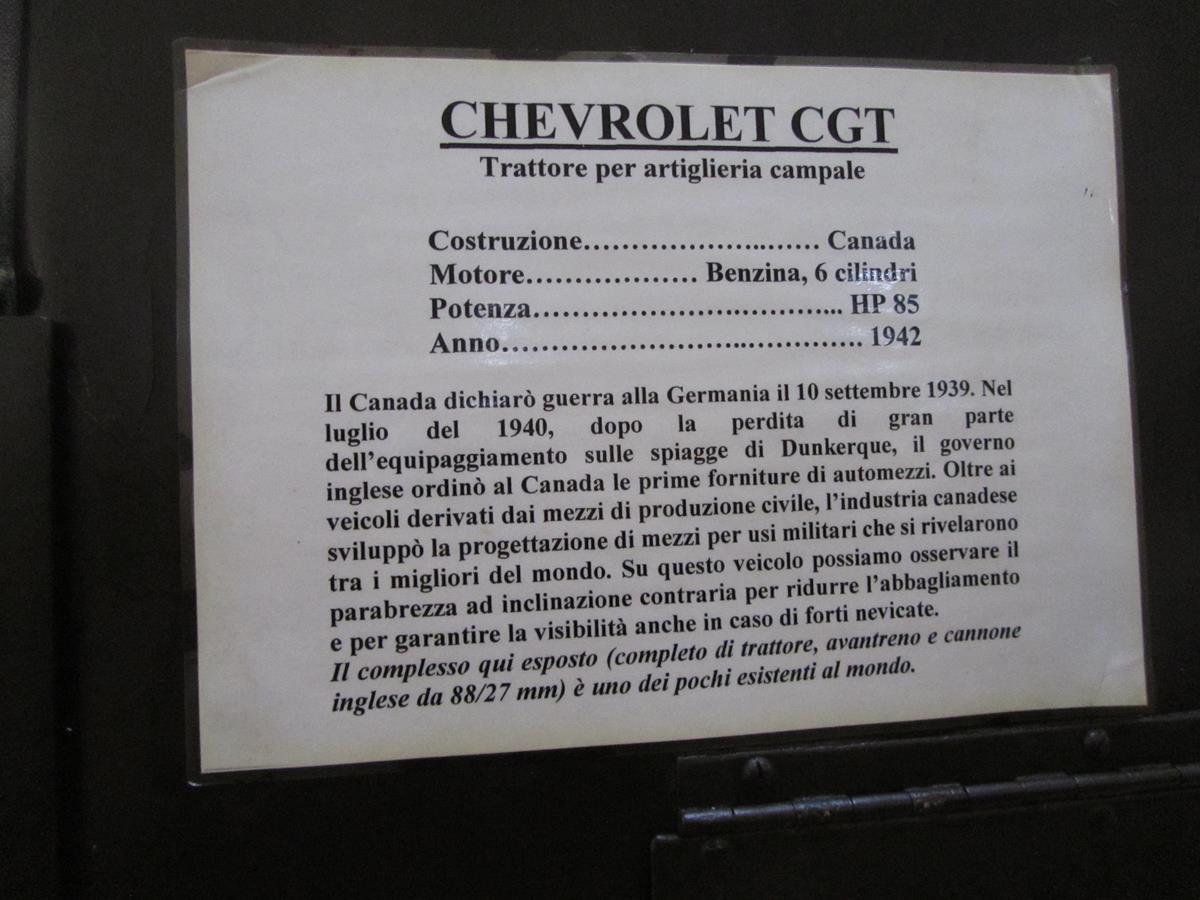 CHEVROLET CGT
Trattore per artiglieria campale
Costruzione………………..…… Canada
Motore……………… Benzina, 6 cilindri
Potenza………………….………... HP 85
Anno……………………..…………. 1942
Il Canada dichiarò guerra alla Germania il 10 settembre 1939. Nel
luglio del 1940, dopo la perdita di gran parte
dell’equipaggiamento sulle spiagge di Dunkerque, il governo
inglese ordinò al Canada le prime forniture di automezzi. Oltre ai
veicoli derivati dai mezzi di produzione civile, l’industria canadese
sviluppò la progettazione di mezzi per usi militari che si rivelarono
tra i migliori del mondo. Su questo veicolo possiamo osservare il
parabrezza ad inclinazione contraria per ridurre l’abbagliamento
e per garantire la visibilità anche in caso di forti nevicate.
Il complesso qui esposto (completo di trattore, avantreno e cannone
inglese da 88/27 mm) è uno dei pochi esistenti al mondo.